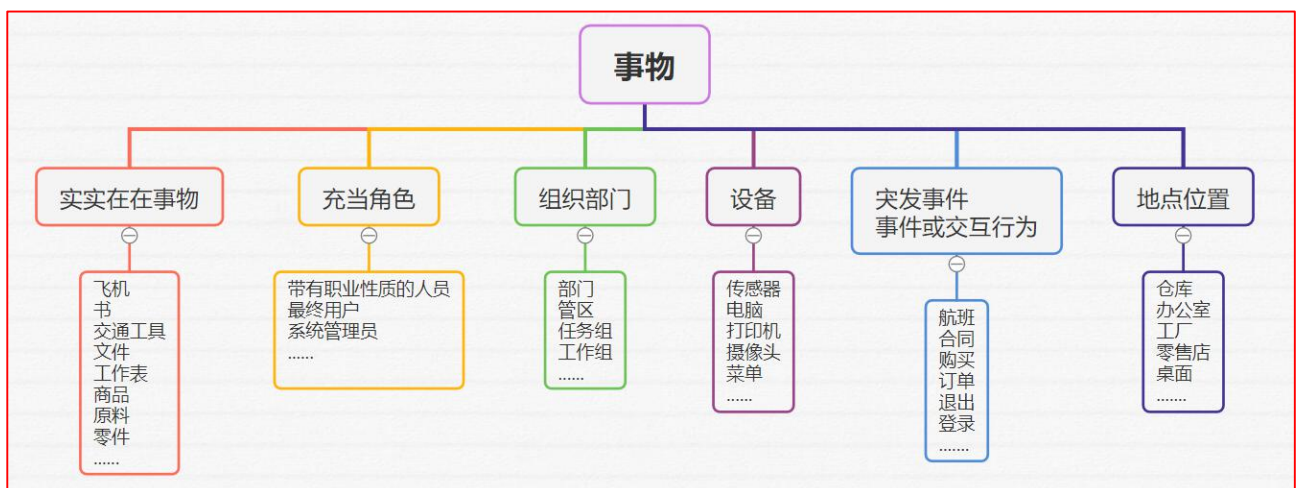 事物
实实在在事物
充当角色
组织部门
设备
突发事件
事件或交互行为
地点位置
飞机
书
交通工具
文件
工作表
商品
原料
零件
......
带有职业性质的人员
最终用户
系统管理员
......
部门
管区
任务组
工作组
......
传感器
电脑
打印机
摄像头
菜单
......
航班
合同
购买
订单
退出
登录
.......
仓库
办公室
工厂
零售店
桌面
.......